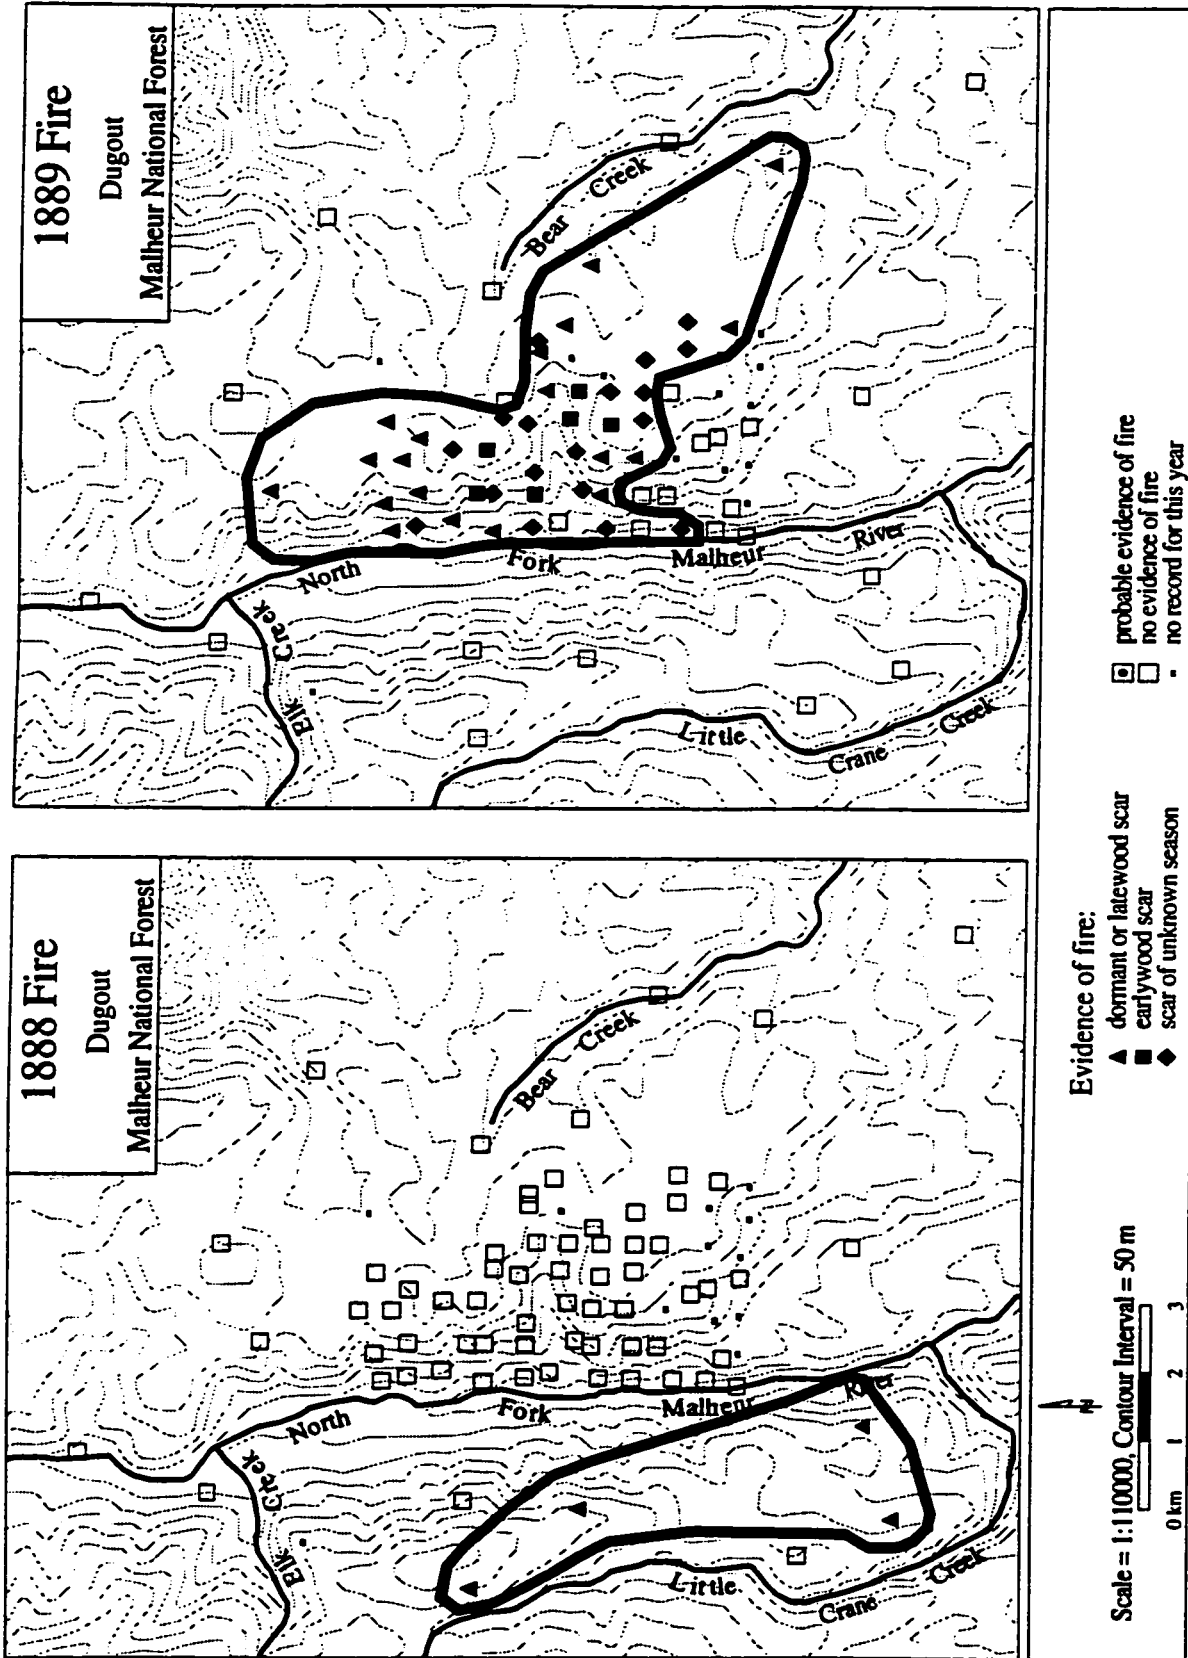 1888 Fire
Dugout
Malheur National Forest
Elk
Creek
North
Fork
Malheur
River
Bear
Creek
Little
Crane
Creek
1889 Fire
Dugout
Malheur National Forest
Elk
Creek
North
Fork
Malheur
River
Bear
Creek
Little
Crane
Creek
Scale = 1:110000, Contour Interval = 50 m
0 km 1 2 3
N
Evidence of fire:
dormant or latewood scar
earlywood scar
scar of unknown season
probable evidence of fire
no evidence of fire
no record for this year